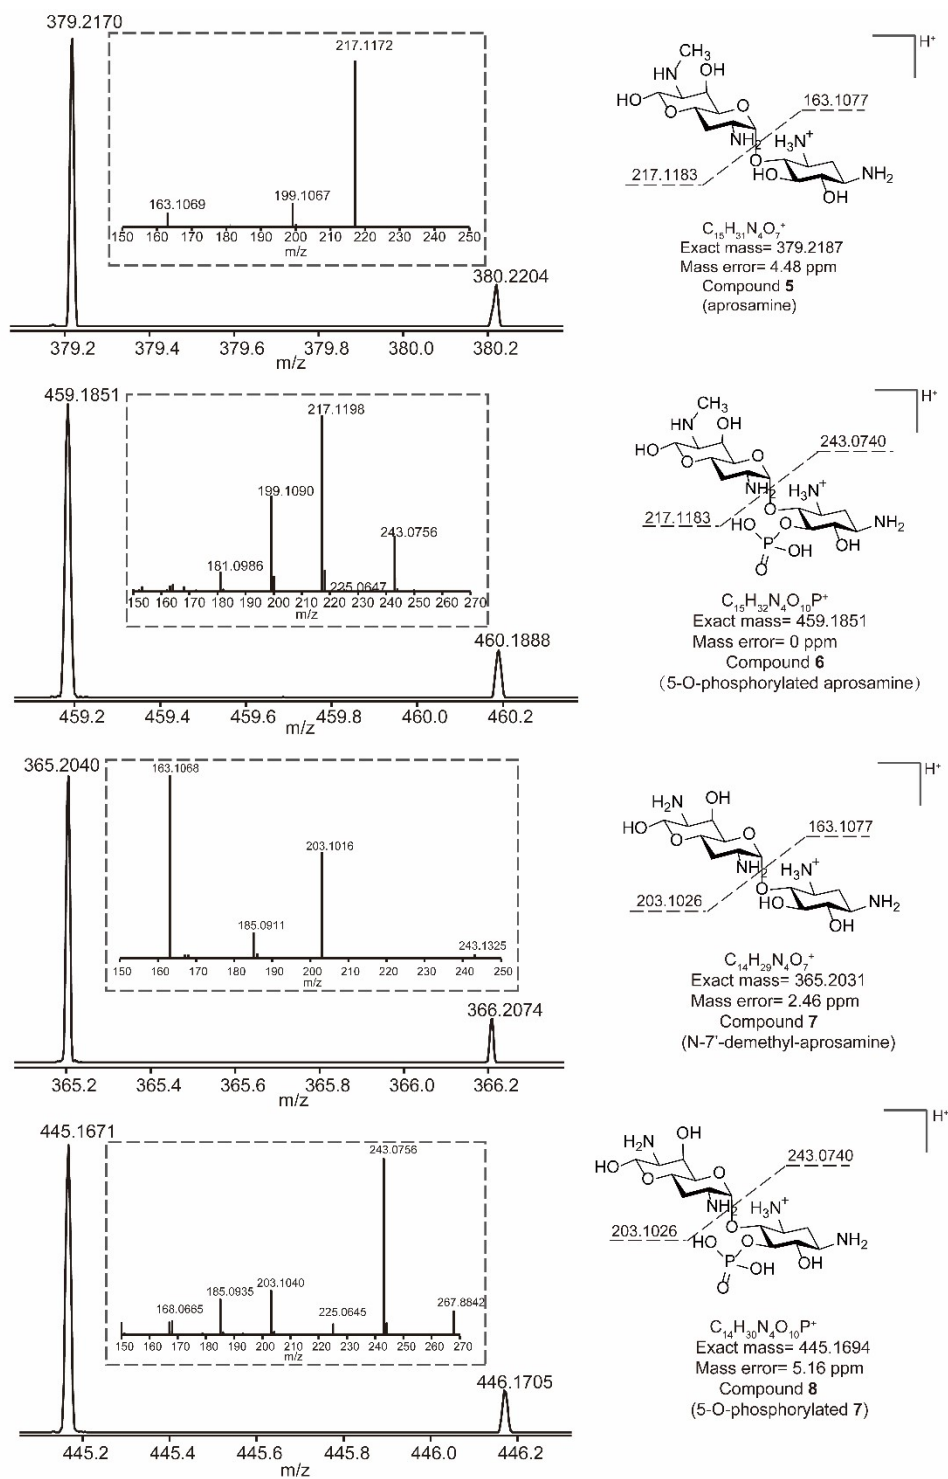 379.2170
217.1172
163.1069
199.1067
150 160 170 180 190 200 210 220 230 240 250
m/z
380.2204
379.2 379.4 379.6 379.8 380.0 380.2
m/z
H⁺
CH₃
HN OH
HO
O O
163.1077
NH₂ H₃N⁺
O
217.1183
HO NH₂
OH
C₁₅H₃₁N₄O₇⁺
Exact mass= 379.2187
Mass error= 4.48 ppm
Compound 5
(aprosamine)
459.1851
217.1198
199.1090
243.0756
181.0986
225.0647
150 160 170 180 190 200 210 220 230 240 250 260 270
m/z
460.1888
459.2 459.4 459.6 459.8 460.0 460.2
m/z
H⁺
CH₃
HN OH
HO
O O
243.0740
NH₂ H₃N⁺
O
217.1183
HO O NH₂
P OH
OH
O
C₁₅H₃₂N₄O₁₀P⁺
Exact mass= 459.1851
Mass error= 0 ppm
Compound 6
(5-O-phosphorylated aprosamine)
365.2040
163.1068
203.1016
185.0911
243.1325
150 160 170 180 190 200 210 220 230 240 250
m/z
366.2074
365.2 365.4 365.6 365.8 366.0 366.2
m/z
H⁺
H₂N OH
HO
O O
163.1077
NH₂ H₃N⁺
O
203.1026
HO NH₂
OH
C₁₄H₂₉N₄O₇⁺
Exact mass= 365.2031
Mass error= 2.46 ppm
Compound 7
(N-7'-demethyl-aprosamine)
445.1671
243.0756
203.1040
185.0935
168.0665
225.0645
267.8842
150 160 170 180 190 200 210 220 230 240 250 260 270
m/z
446.1705
445.2 445.4 445.6 445.8 446.0 446.2
m/z
H⁺
H₂N OH
HO
O O
243.0740
NH₂ H₃N⁺
O
203.1026
HO O NH₂
P OH
OH
O
C₁₄H₃₀N₄O₁₀P⁺
Exact mass= 445.1694
Mass error= 5.16 ppm
Compound 8
(5-O-phosphorylated 7)